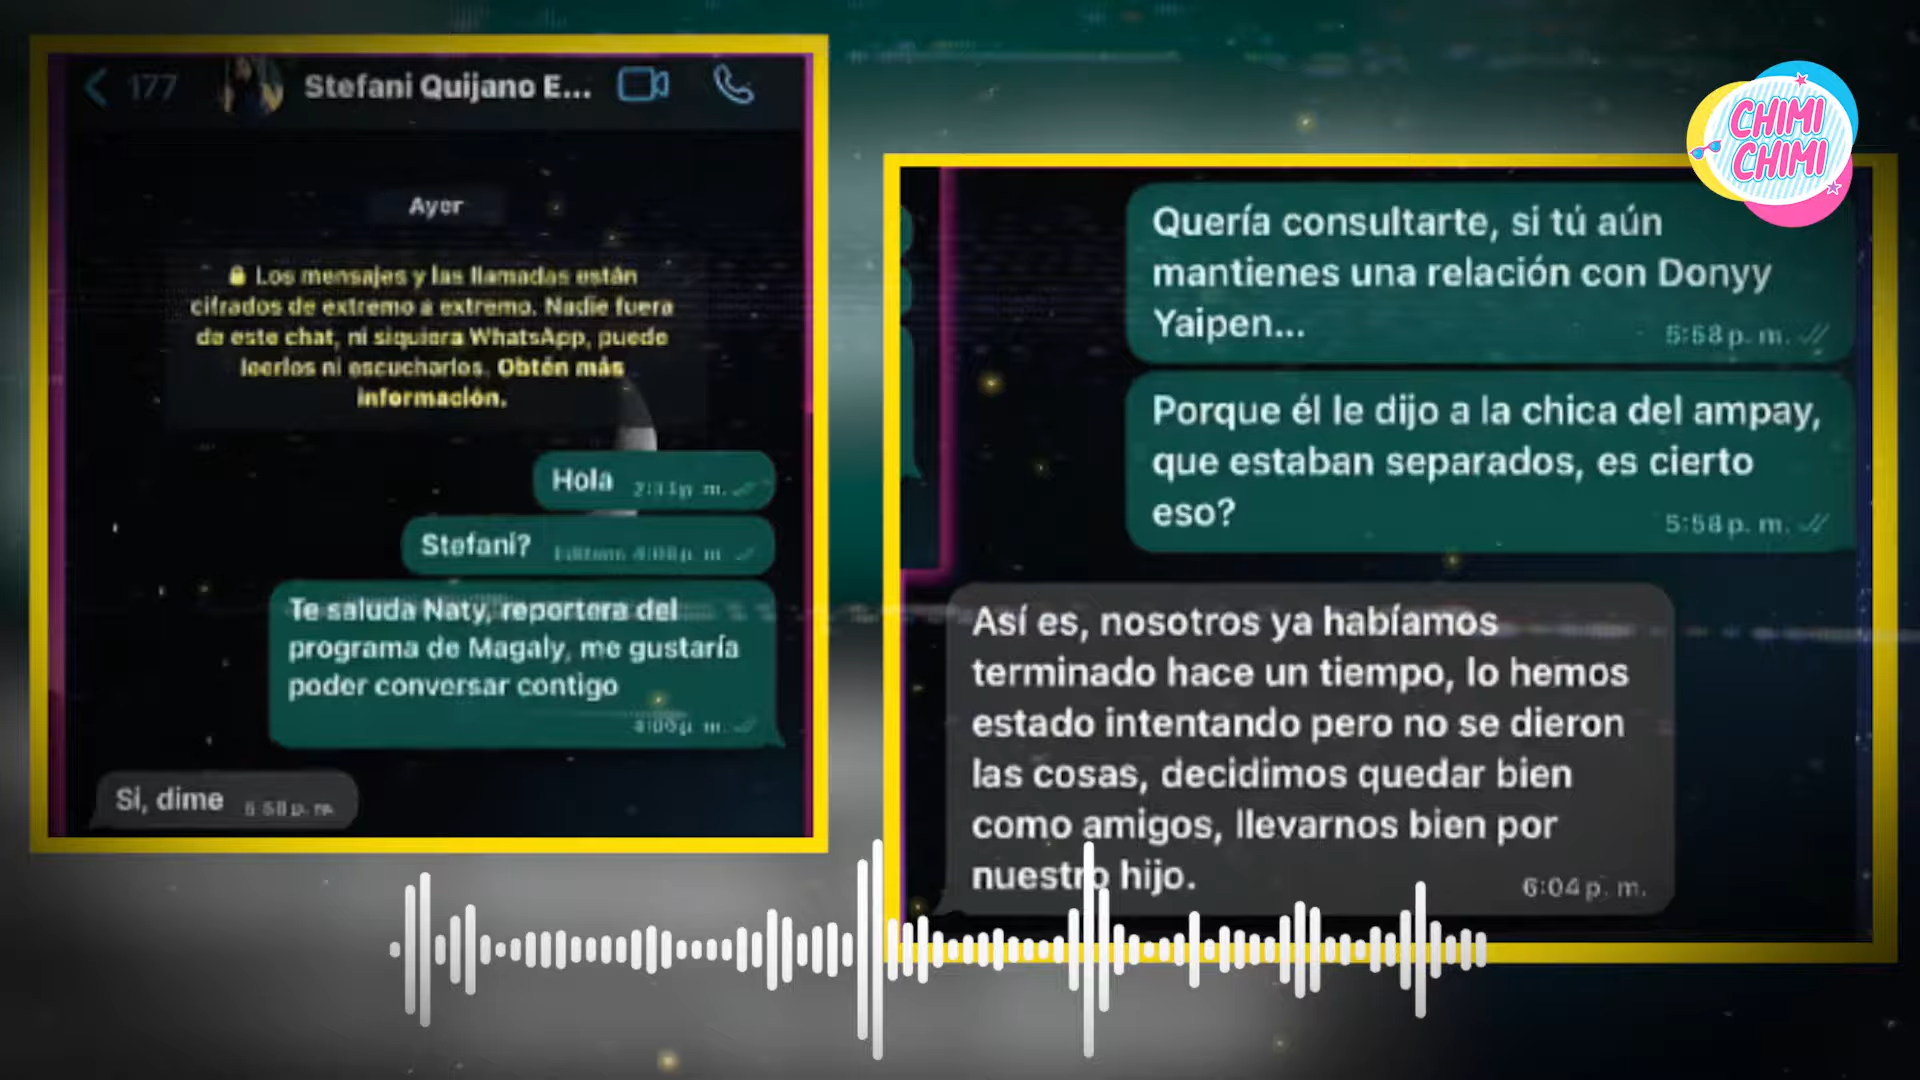 177
Stefani Quijano E...
Ayer
Los mensajes y las llamadas están
cifrados de extremo a extremo. Nadie fuera
de este chat, ni siquiera WhatsApp, puede
leerlos ni escucharlos. Obtén más
información.
Hola
Stefani?
Te saluda Naty, reportera del
programa de Magaly, me gustaría
poder conversar contigo
Si, dime
CHIMI
CHIMI
Quería consultarte, si tú aún
mantienes una relación con Donyy
Yaipen...
5:58 p. m.
Porque él le dijo a la chica del ampay,
que estaban separados, es cierto
eso?
5:58 p. m.
Así es, nosotros ya habíamos
terminado hace un tiempo, lo hemos
estado intentando pero no se dieron
las cosas, decidimos quedar bien
como amigos, llevarnos bien por
nuestro hijo.
6:04 p. m.